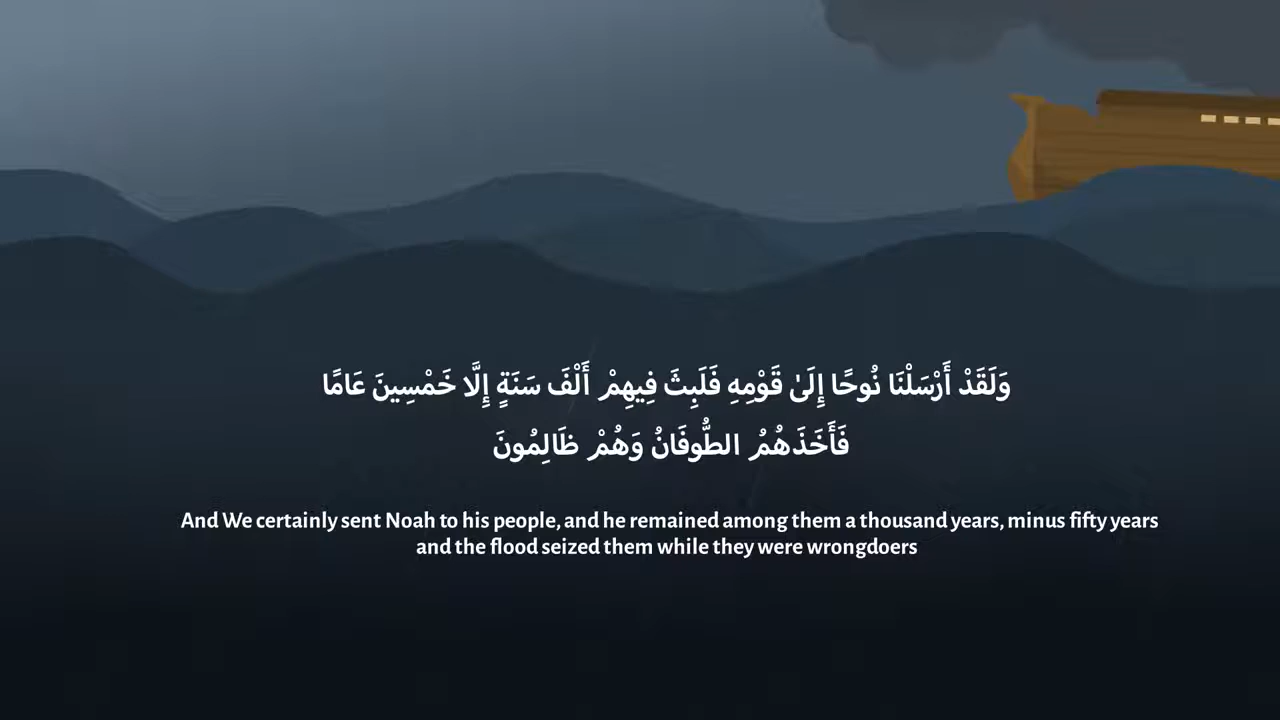 وَلَقَدْ أَرْسَلْنَا نُوحًا إِلَىٰ قَوْمِهِ فَلَبِثَ فِيهِمْ أَلْفَ سَنَةٍ إِلَّا خَمْسِينَ عَامًا
فَأَخَذَهُمُ الطُّوفَانُ وَهُمْ ظَالِمُونَ
And We certainly sent Noah to his people, and he remained among them a thousand years, minus fifty years
and the flood seized them while they were wrongdoers